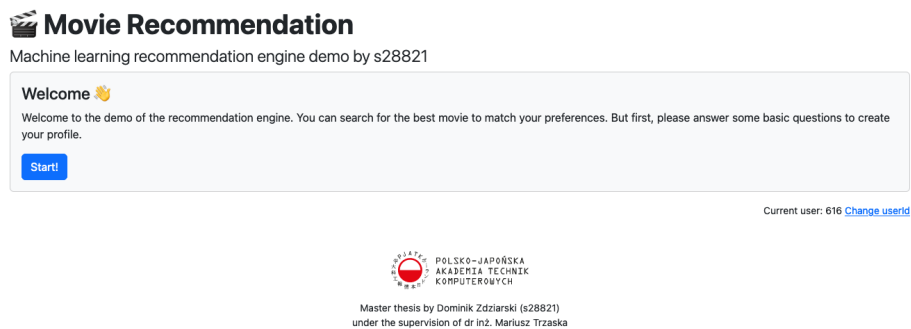 Movie Recommendation
Machine learning recommendation engine demo by s28821
Welcome
Welcome to the demo of the recommendation engine. You can search for the best movie to match your preferences. But first, please answer some basic questions to create
your profile.
Start!
Current user: 616 Change userId
POLSKO-JAPOŃSKA
AKADEMIA TECHNIK
KOMPUTEROWYCH
Master thesis by Dominik Zdziarski (s28821)
under the supervision of dr inż. Mariusz Trzaska